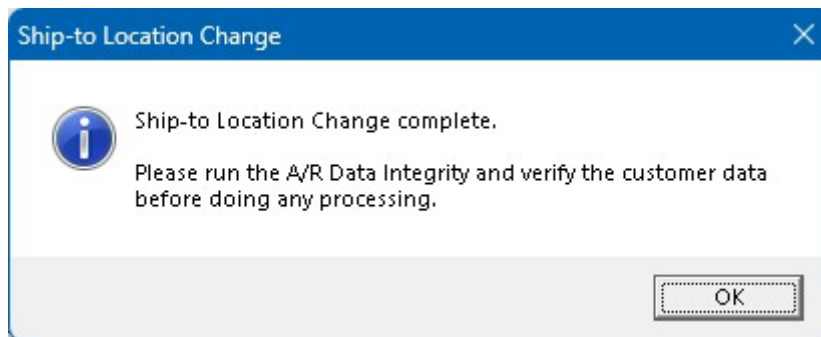 Ship-to Location Change
Ship-to Location Change complete.
Please run the A/R Data Integrity and verify the customer data
before doing any processing.
OK